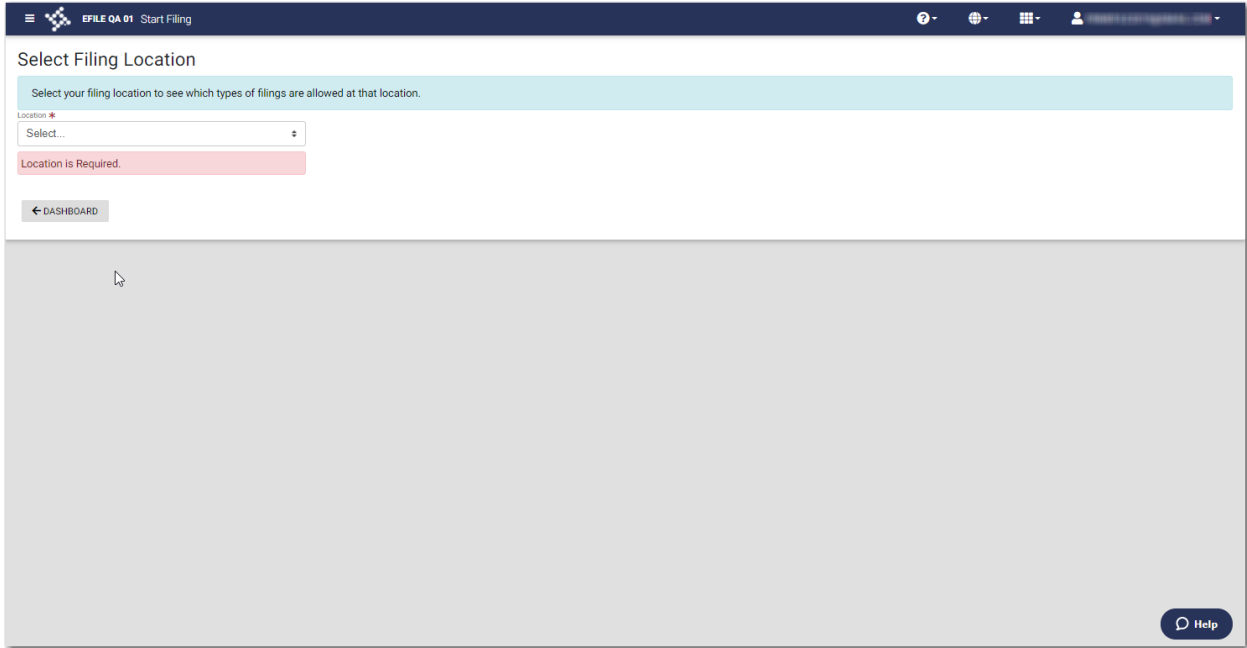 EFILE QA 01 Start Filing
Select Filing Location
Select your filing location to see which types of filings are allowed at that location.
Location *
Select...
Location is Required.
DASHBOARD
Help